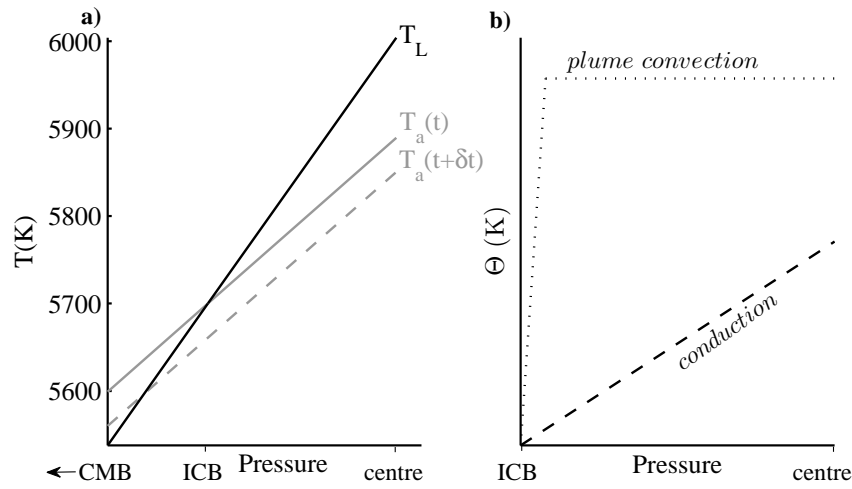 a)
6000
5900
5800
5700
5600
T(K)
T_L
T_a(t)
T_a(t+δt)
← CMB
ICB
Pressure
centre
b)
plume convection
Θ (K)
conduction
ICB
Pressure
centre